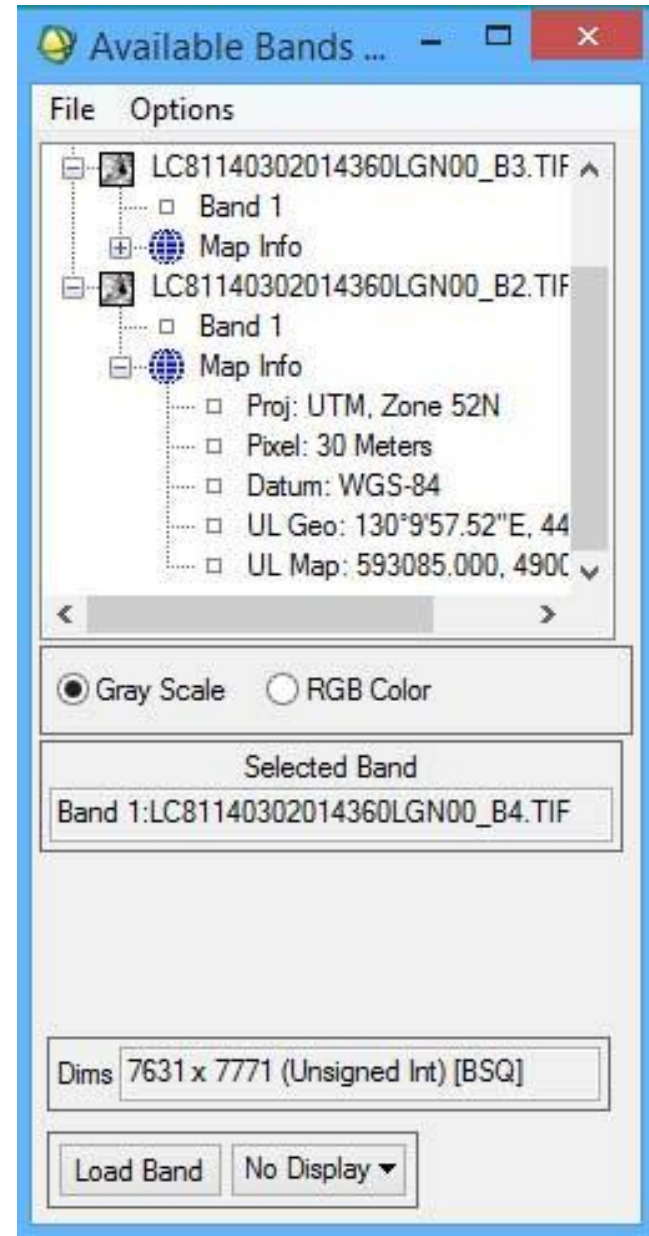 Available Bands ...
File Options
LC81140302014360LGN00_B3.TIF
Band 1
Map Info
LC81140302014360LGN00_B2.TIF
Band 1
Map Info
Proj: UTM, Zone 52N
Pixel: 30 Meters
Datum: WGS-84
UL Geo: 130°9'57.52"E, 44
UL Map: 593085.000, 4900
Gray Scale RGB Color
Selected Band
Band 1:LC81140302014360LGN00_B4.TIF
Dims 7631 x 7771 (Unsigned Int) [BSQ]
Load Band No Display